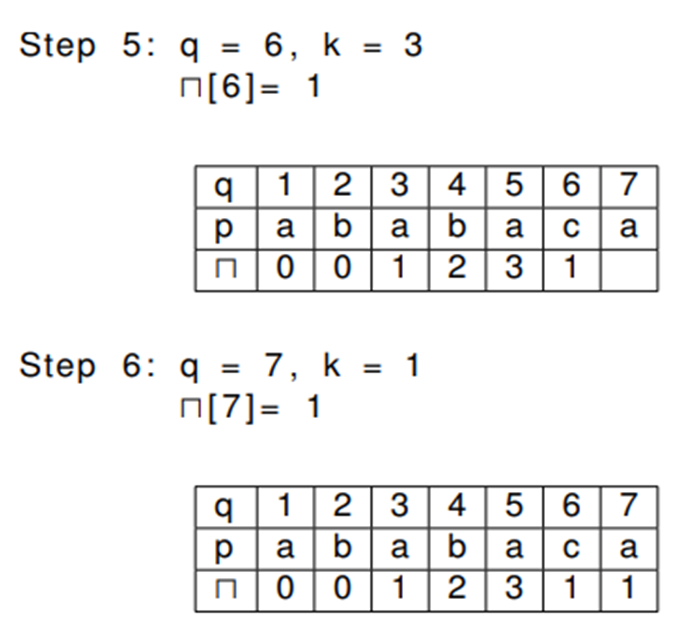 Step 5: q = 6, k = 3
Π[6]= 1
q 1 2 3 4 5 6 7
p a b a b a c a
Π 0 0 1 2 3 1
Step 6: q = 7, k = 1
Π[7]= 1
q 1 2 3 4 5 6 7
p a b a b a c a
Π 0 0 1 2 3 1 1